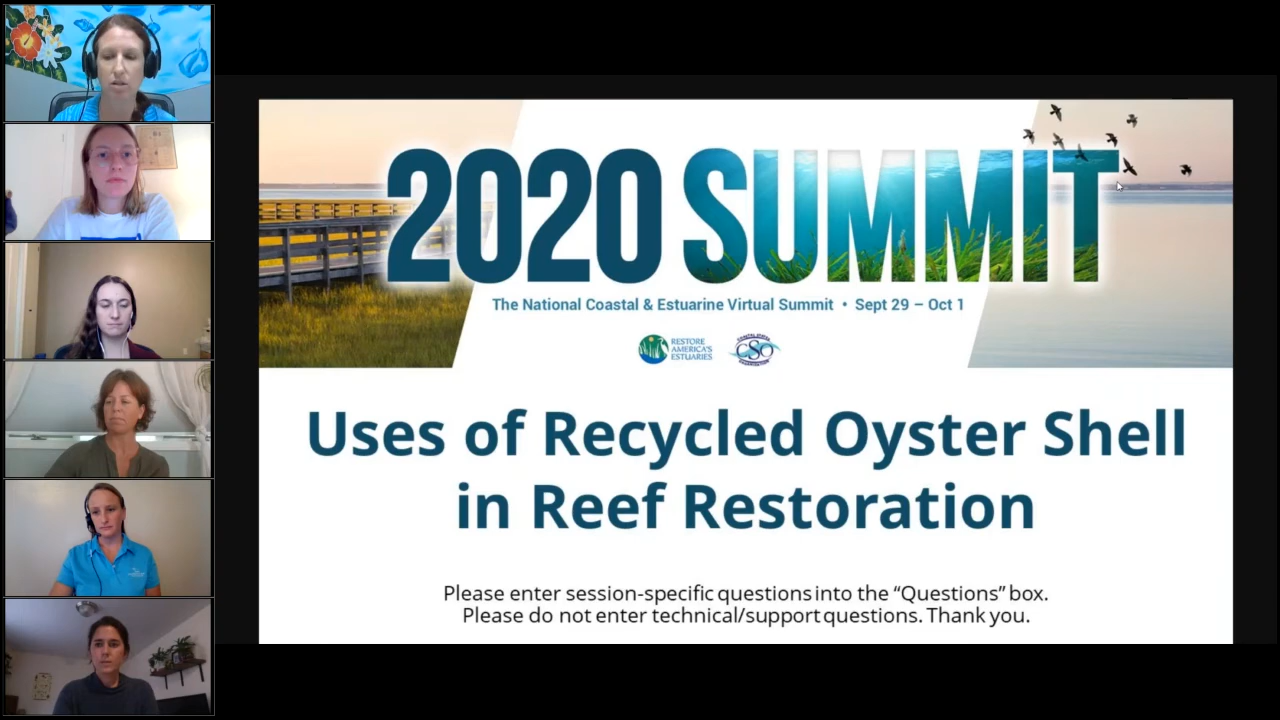 2020 SUMMIT
The National Coastal & Estuarine Virtual Summit • Sept 29 – Oct 1
RESTORE
AMERICA'S
ESTUARIES
CSO
Uses of Recycled Oyster Shell
in Reef Restoration
Please enter session-specific questions into the “Questions” box.
Please do not enter technical/support questions. Thank you.